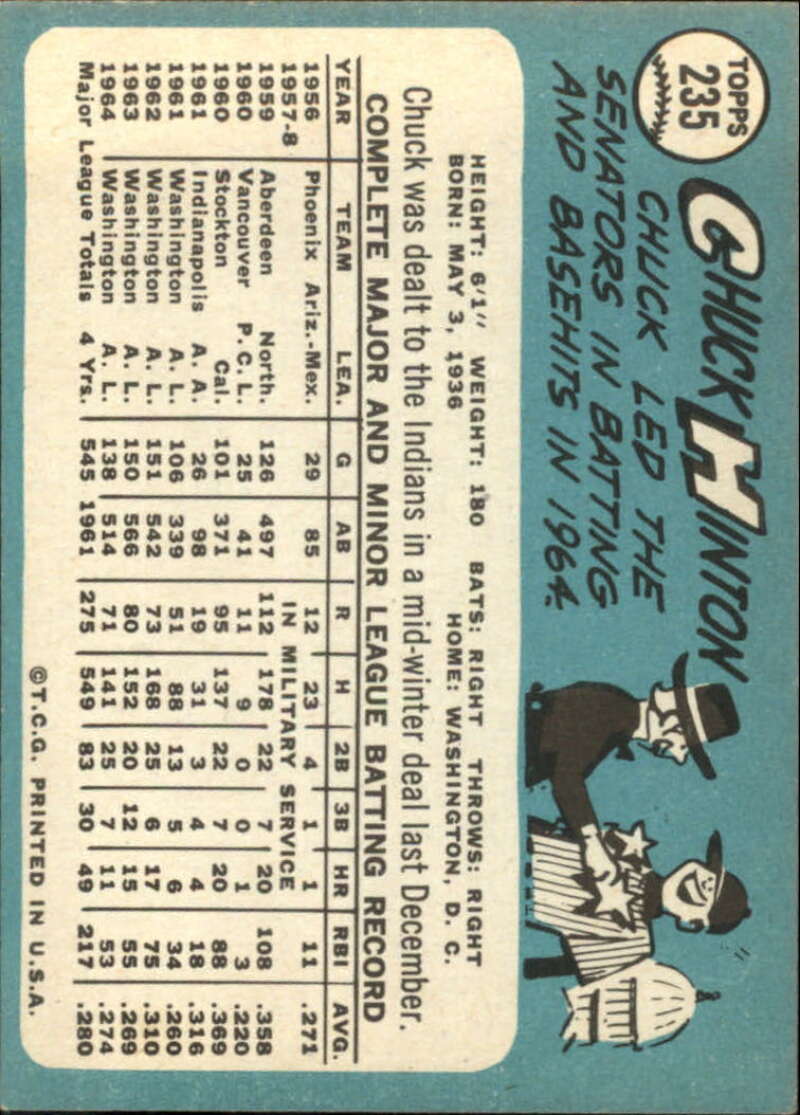 TOPPS
235
CHUCK HINTON
CHUCK LED THE
SENATORS IN BATTING
AND BASEHITS IN 1964.
HEIGHT: 6'1" WEIGHT: 180 BATS: RIGHT THROWS: RIGHT
BORN: MAY 3, 1936 HOME: WASHINGTON, D. C.
Chuck was dealt to the Indians in a mid-winter deal last December.
COMPLETE MAJOR AND MINOR LEAGUE BATTING RECORD
YEAR TEAM LEA. G AB R H 2B 3B HR RBI AVG.
1956 Phoenix Ariz.-Mex. 29 85 12 23 4 1 1 11 .271
1957-8 IN MILITARY SERVICE
1959 Aberdeen North. 126 497 112 178 22 7 20 108 .358
1960 Vancouver P.C.L. 25 41 11 9 0 0 1 3 .220
1960 Stockton Cal. 101 371 95 137 22 7 20 88 .369
1961 Indianapolis A. A. 26 98 19 31 3 4 4 18 .316
1961 Washington A. L. 106 339 51 88 13 5 6 34 .260
1962 Washington A. L. 151 542 73 168 25 6 17 75 .310
1963 Washington A. L. 150 566 80 152 20 12 15 55 .269
1964 Washington A. L. 138 514 71 141 25 7 11 53 .274
Major League Totals 4 Yrs. 545 1961 275 549 83 30 49 217 .280
©T.C.G. PRINTED IN U.S.A.